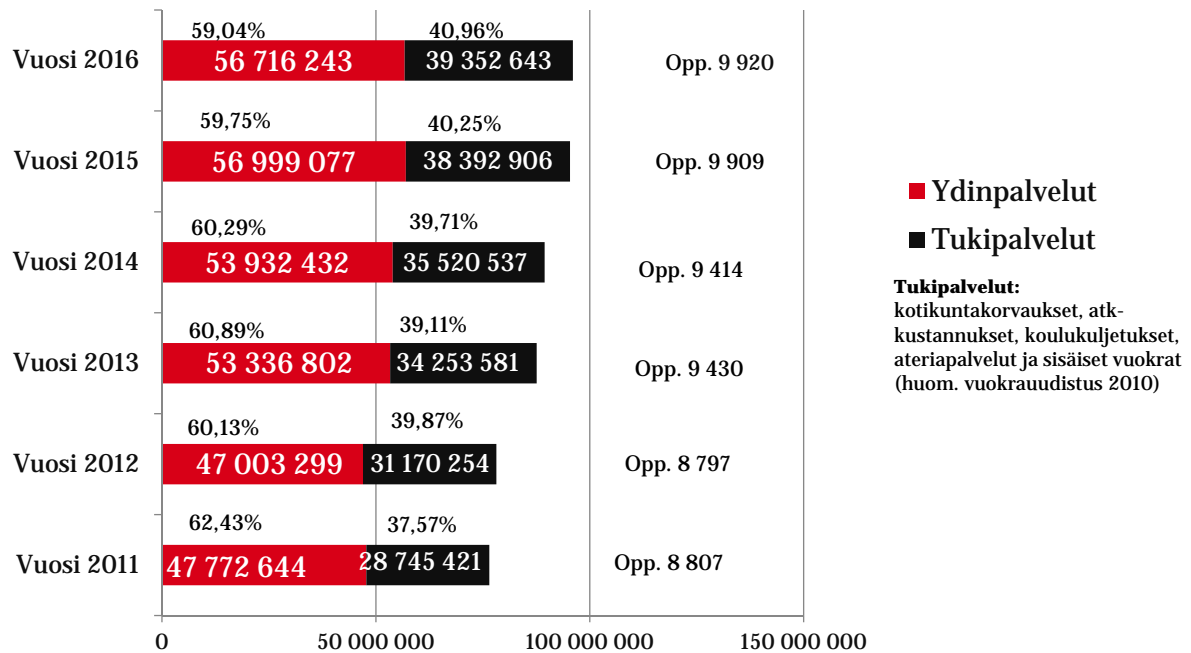 59,04% 40,96%
Vuosi 2016 56 716 243 39 352 643 Opp. 9 920
59,75% 40,25%
Vuosi 2015 56 999 077 38 392 906 Opp. 9 909
60,29% 39,71%
Vuosi 2014 53 932 432 35 520 537 Opp. 9 414
60,89% 39,11%
Vuosi 2013 53 336 802 34 253 581 Opp. 9 430
60,13% 39,87%
Vuosi 2012 47 003 299 31 170 254 Opp. 8 797
62,43% 37,57%
Vuosi 2011 47 772 644 28 745 421 Opp. 8 807
0 50 000 000 100 000 000 150 000 000
Ydinpalvelut
Tukipalvelut
Tukipalvelut:
kotikuntakorvaukset, atk-
kustannukset, koulukuljetukset,
ateriapalvelut ja sisäiset vuokrat
(huom. vuokrauudistus 2010)